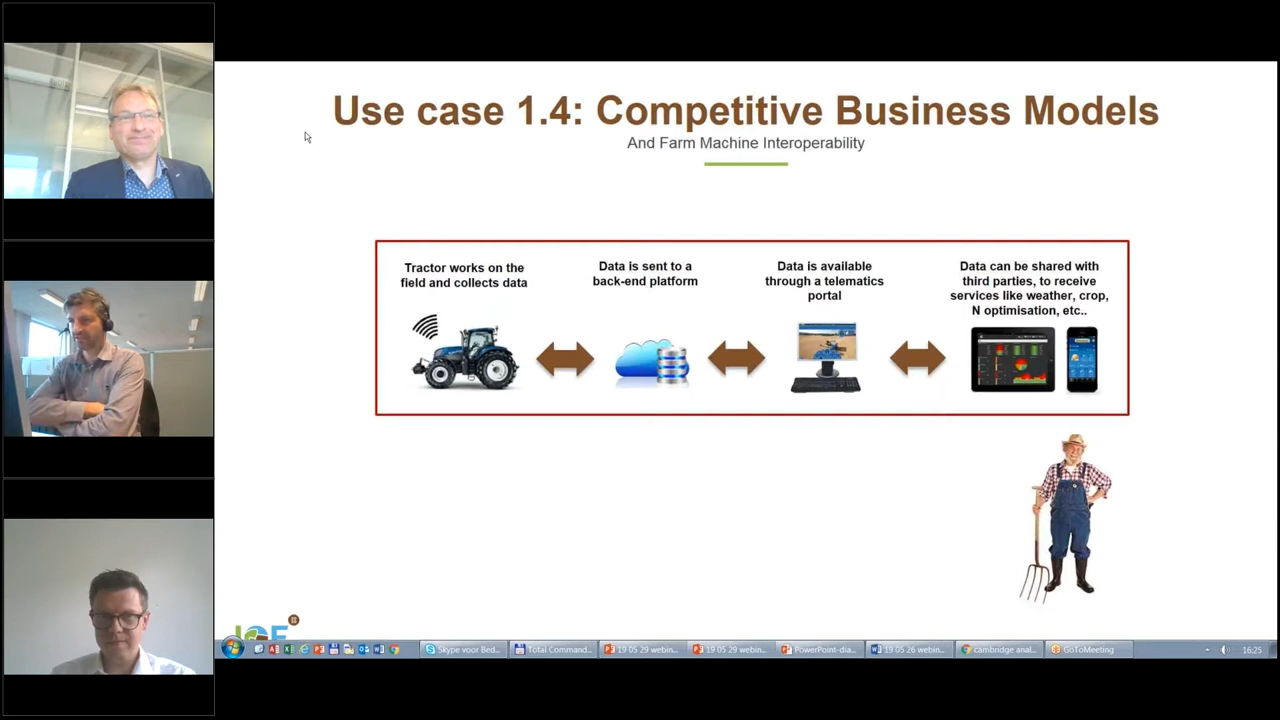 Use case 1.4: Competitive Business Models
And Farm Machine Interoperability
Tractor works on the
field and collects data
Data is sent to a
back-end platform
Data is available
through a telematics
portal
Data can be shared with
third parties, to receive
services like weather, crop,
N optimisation, etc..
Skype voor Bed...
Total Command...
19 05 29 webin...
19 05 29 webin...
PowerPoint-dia...
19 05 26 webin...
cambridge anal...
GoToMeeting
16:25